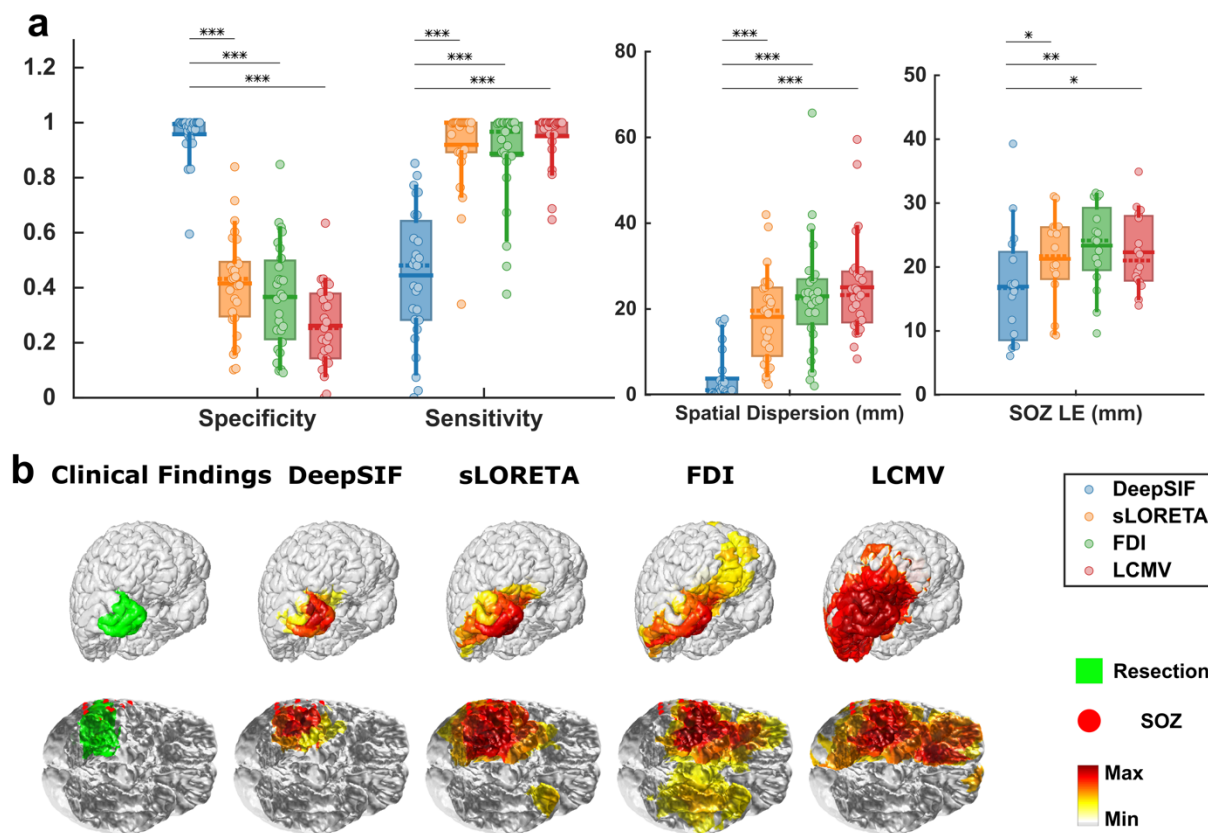 a
*** *** ***
*** *** ***
*** *** ***
* ** *
1.2
1
0.8
0.6
0.4
0.2
0
Specificity
Sensitivity
80
60
40
20
0
Spatial Dispersion (mm)
50
40
30
20
10
0
SOZ LE (mm)
b
Clinical Findings
DeepSIF
sLORETA
FDI
LCMV
DeepSIF
sLORETA
FDI
LCMV
Resection
SOZ
Max
Min